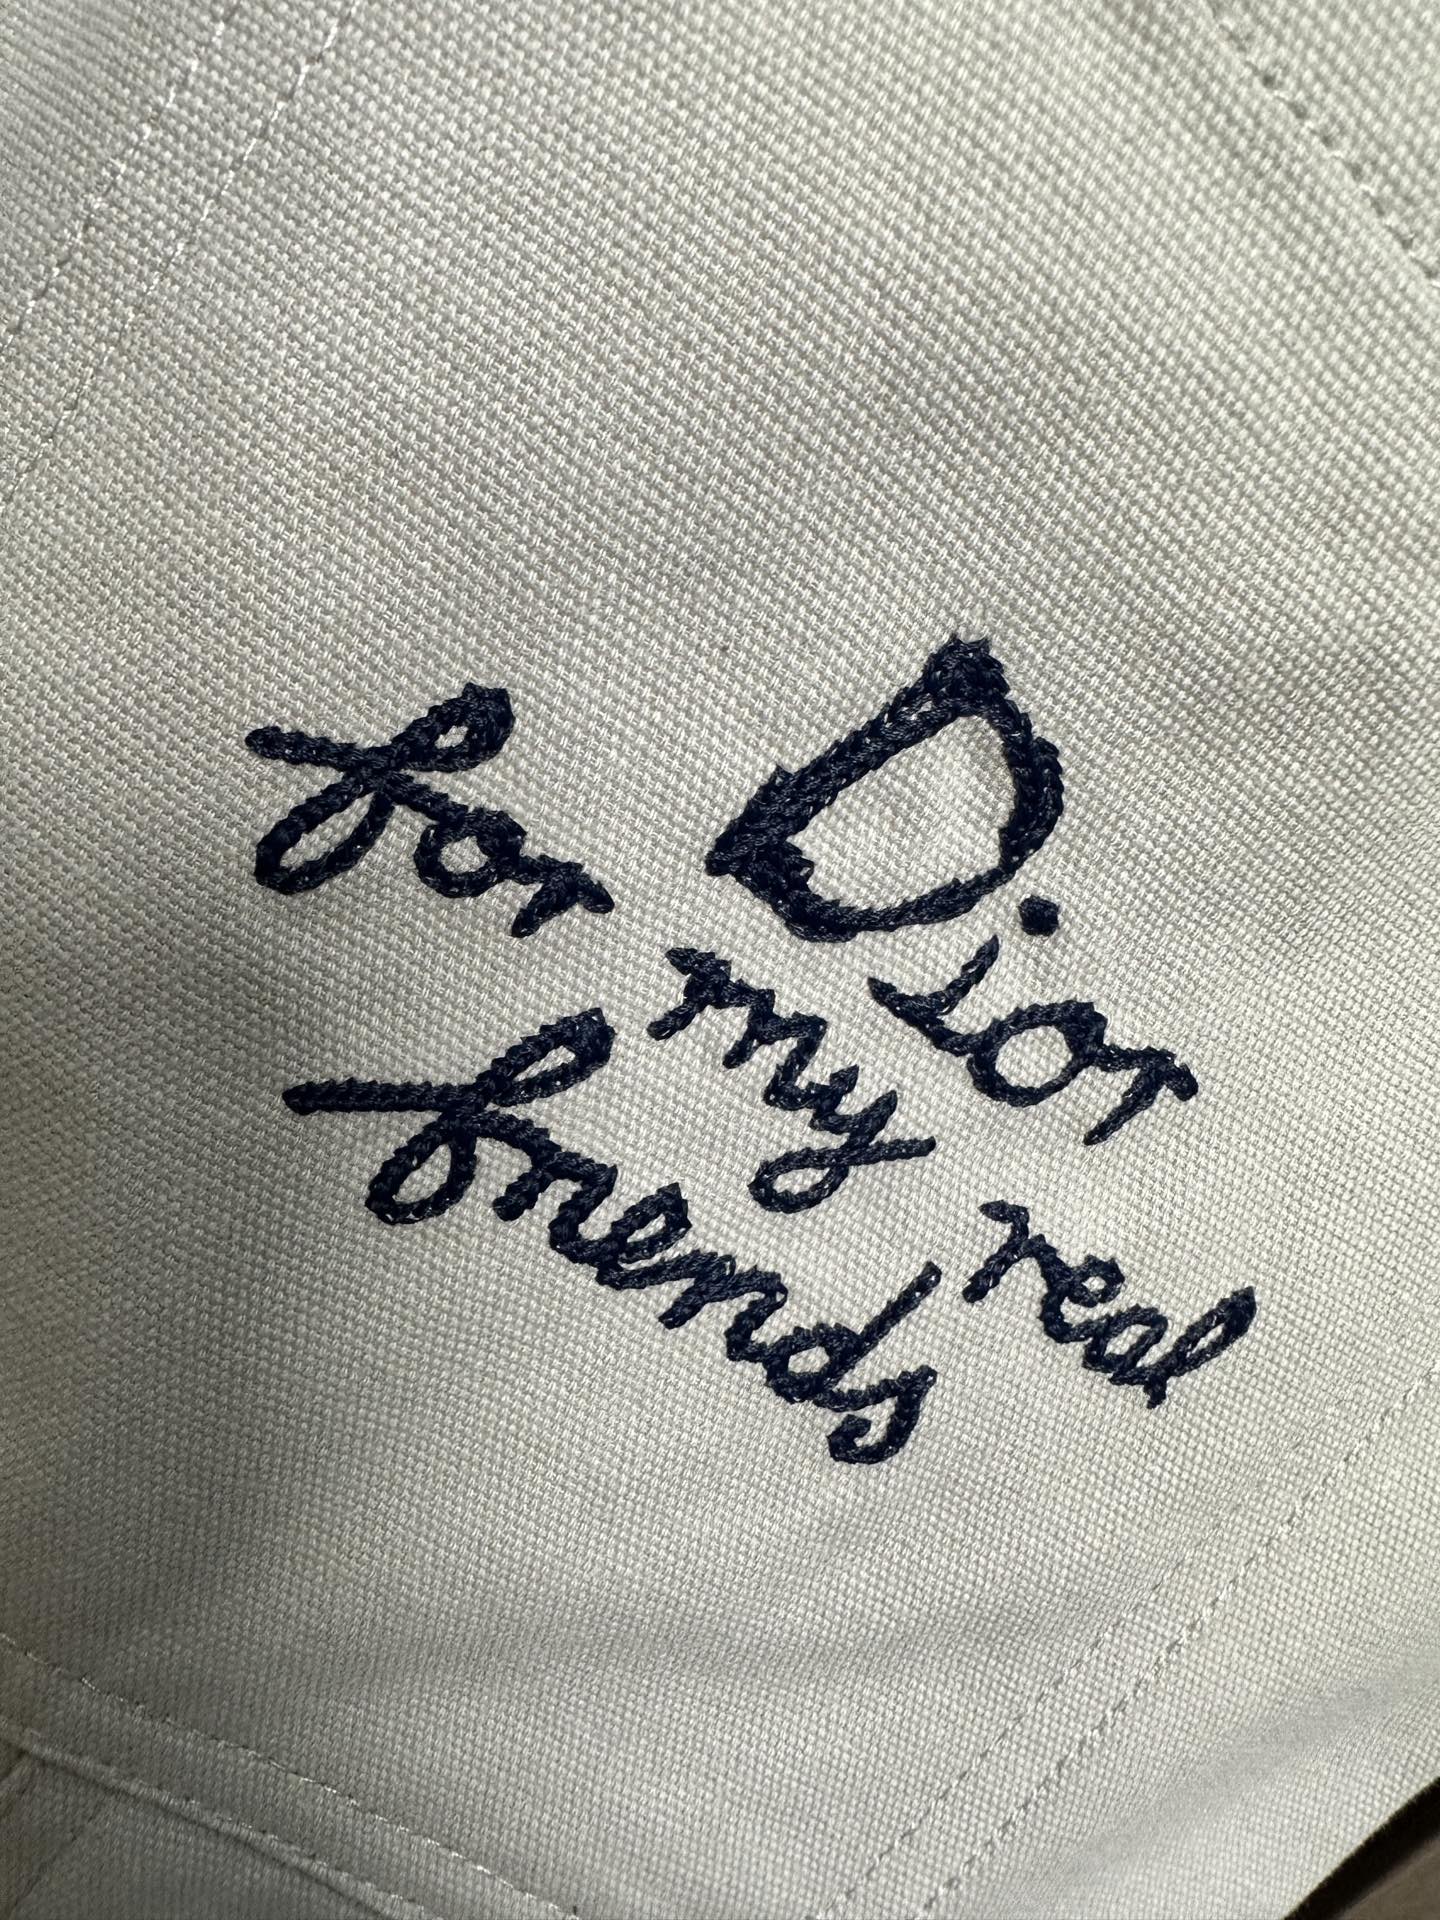 Dior
for my real
friends